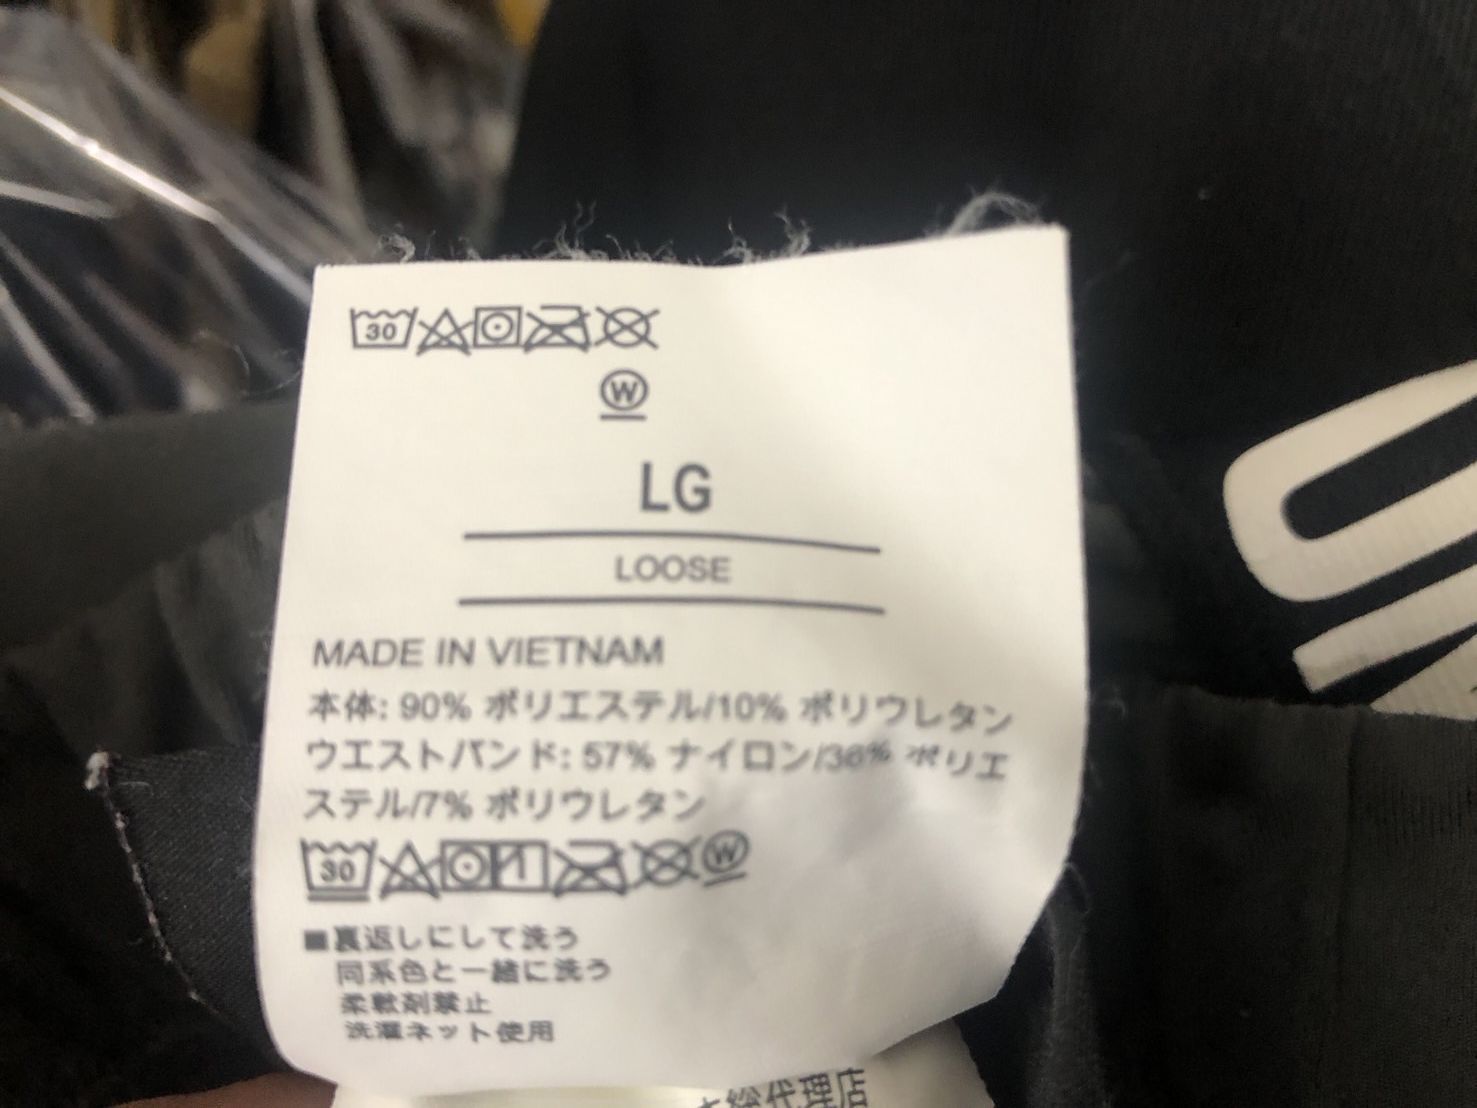 30
W
LG
LOOSE
MADE IN VIETNAM
本体: 90% ポリエステル/10% ポリウレタン
ウエストバンド: 57% ナイロン/36% ポリエ
ステル/7% ポリウレタン
30 W
■裏返しにして洗う
同系色と一緒に洗う
柔軟剤禁止
洗濯ネット使用
総代理店